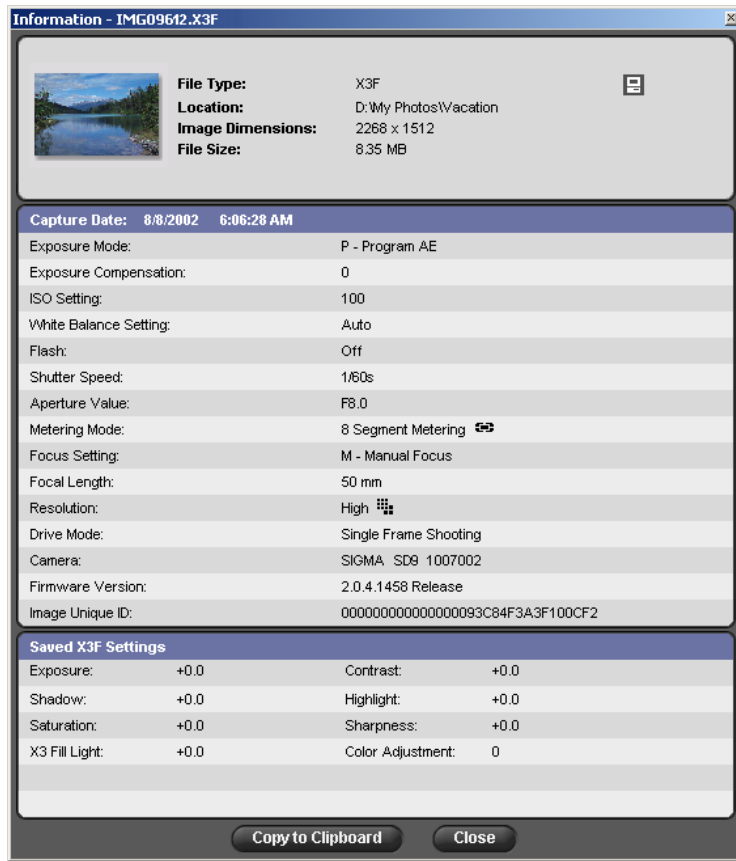 Information - IMG09612.X3F
File Type: X3F
Location: D:\My Photos\Vacation
Image Dimensions: 2268 x 1512
File Size: 8.35 MB
Capture Date: 8/8/2002 6:06:28 AM
Exposure Mode: P - Program AE
Exposure Compensation: 0
ISO Setting: 100
White Balance Setting: Auto
Flash: Off
Shutter Speed: 1/60s
Aperture Value: F8.0
Metering Mode: 8 Segment Metering
Focus Setting: M - Manual Focus
Focal Length: 50 mm
Resolution: High
Drive Mode: Single Frame Shooting
Camera: SIGMA SD9 1007002
Firmware Version: 2.0.4.1458 Release
Image Unique ID: 000000000000000093C84F3A3F100CF2
Saved X3F Settings
Exposure: +0.0 Contrast: +0.0
Shadow: +0.0 Highlight: +0.0
Saturation: +0.0 Sharpness: +0.0
X3 Fill Light: +0.0 Color Adjustment: 0
Copy to Clipboard Close